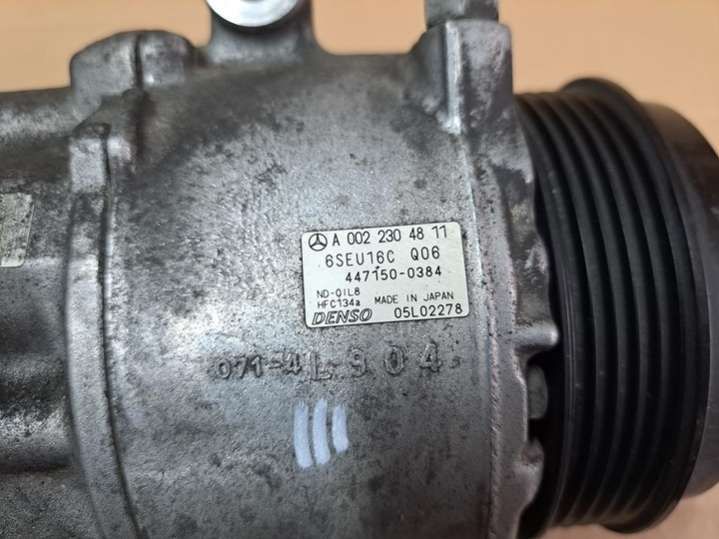 A 002 230 48 11
6SEU16C Q06
447150-0384
ND-OIL8
HFC134a MADE IN JAPAN
DENSO 05L02278
071-4L904